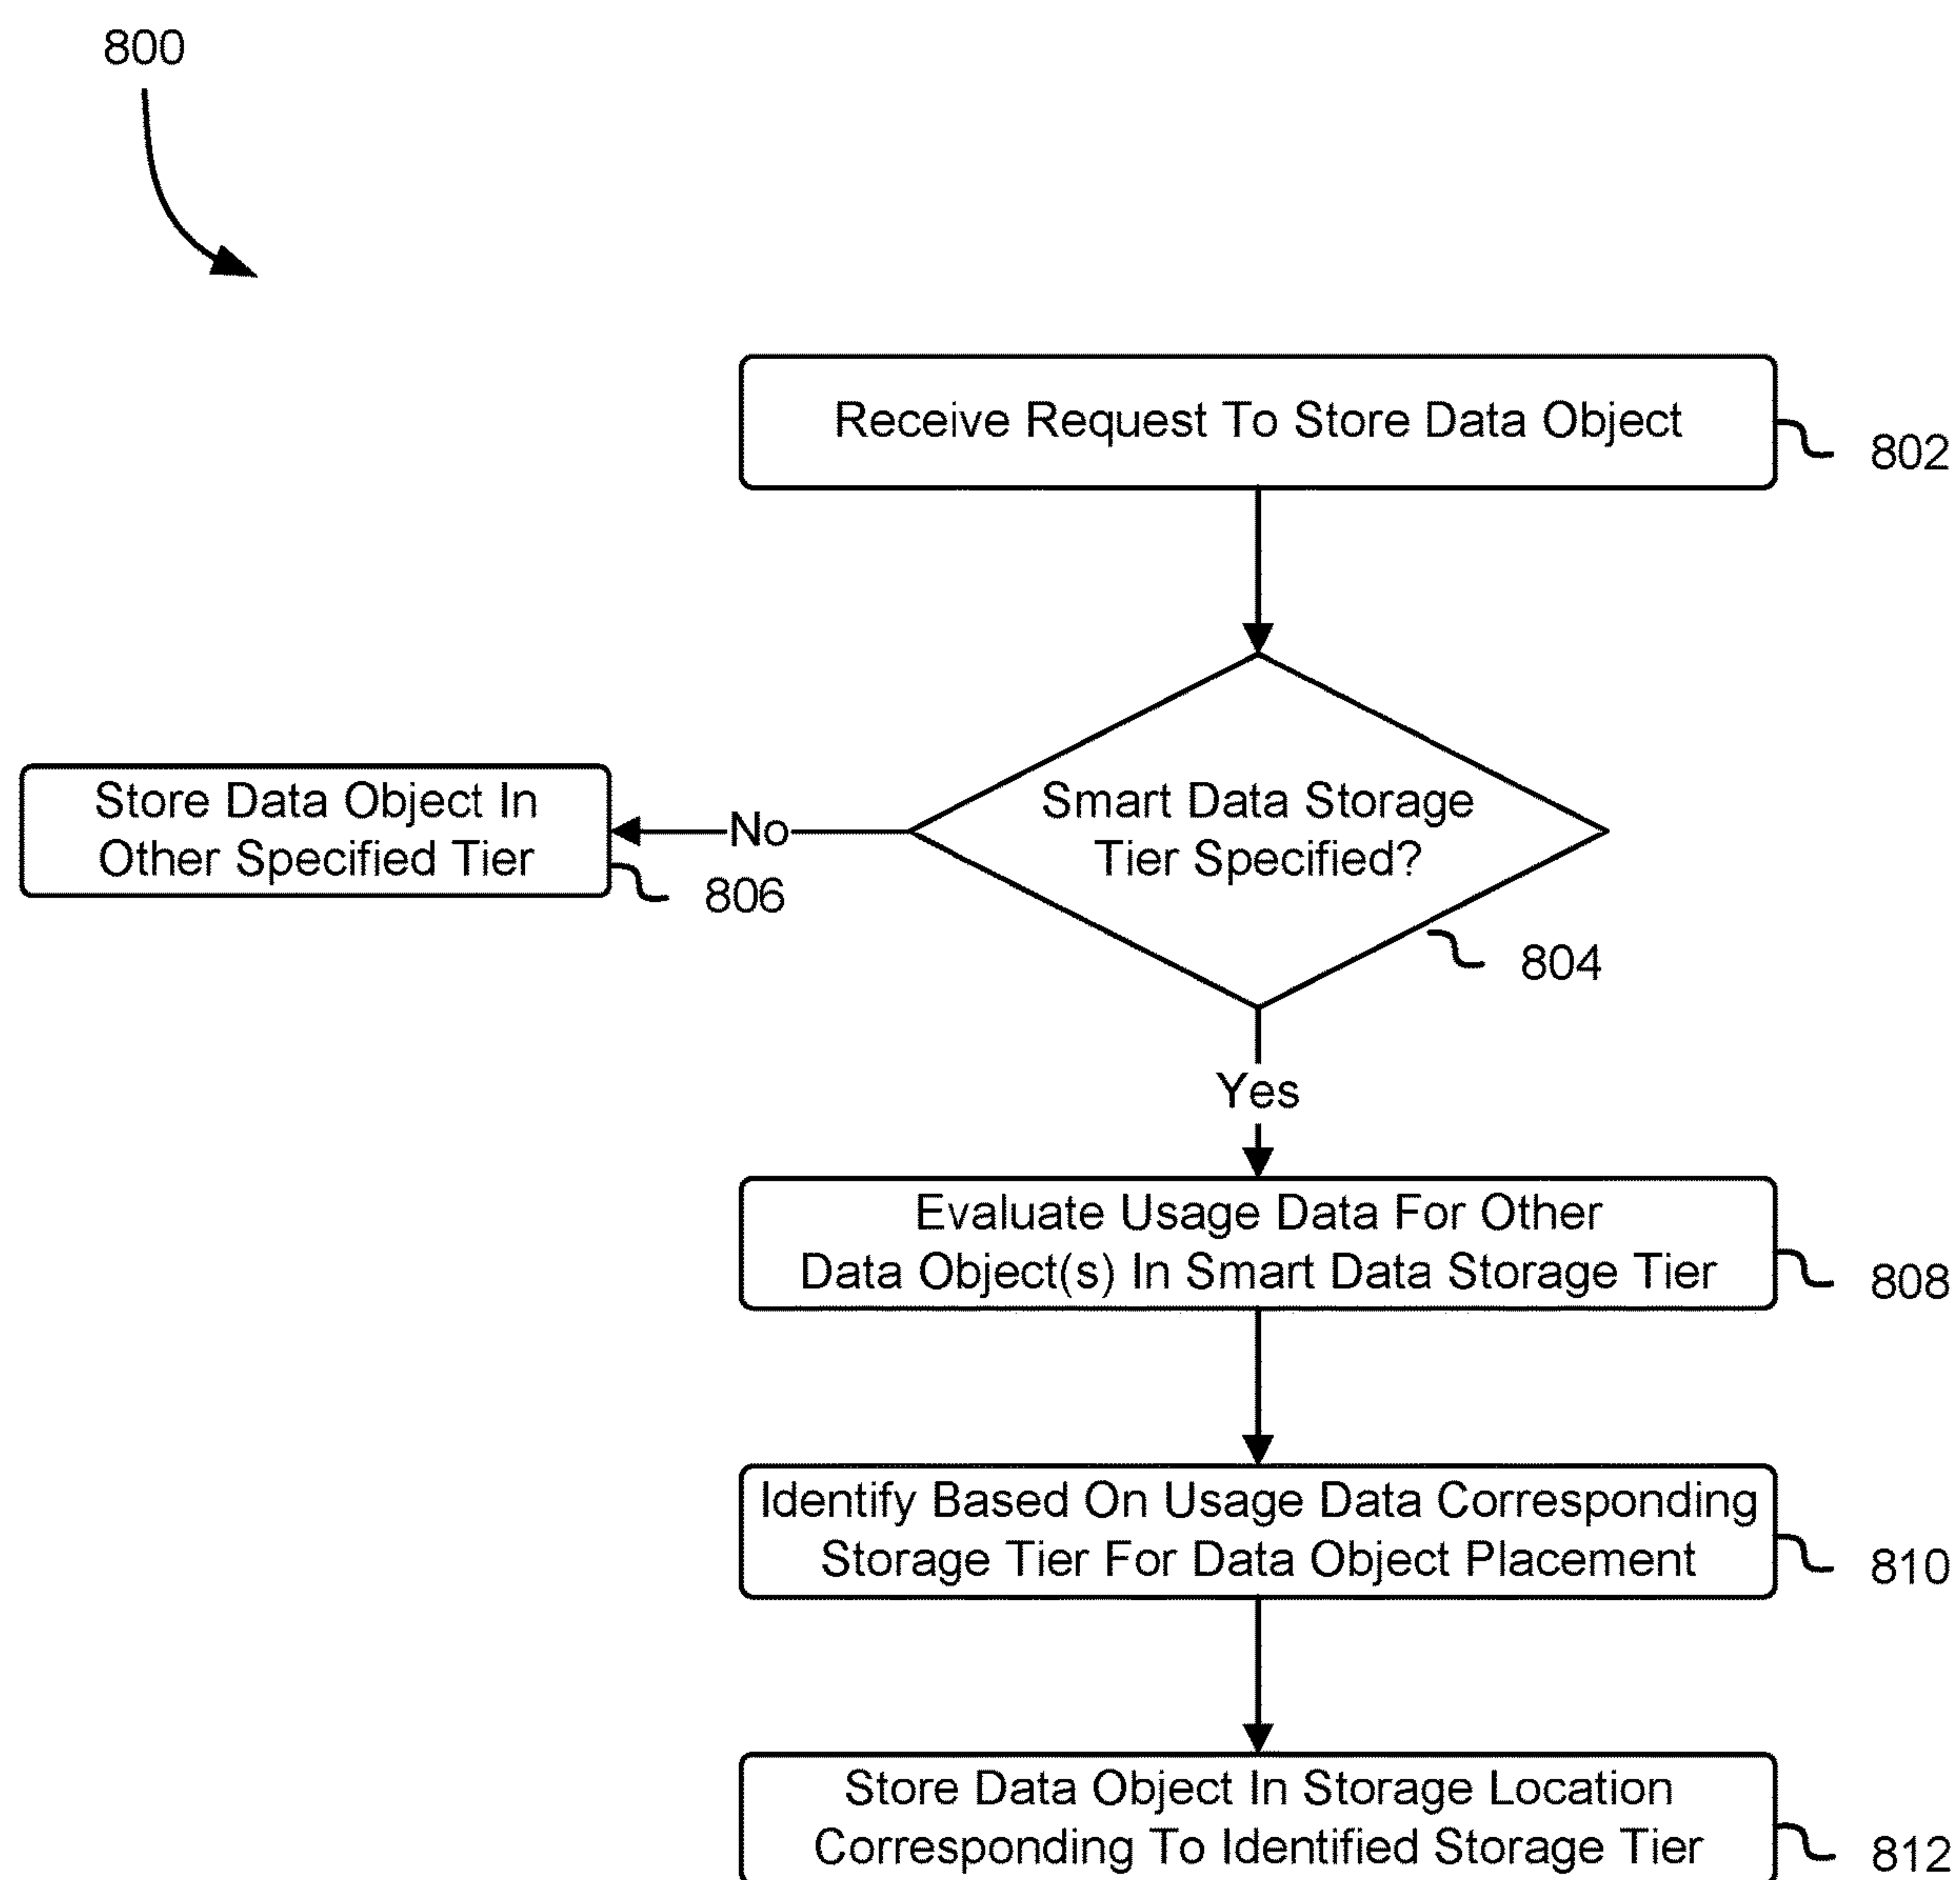 800
Receive Request To Store Data Object
802
Smart Data Storage
Tier Specified?
804
No
Store Data Object In
Other Specified Tier
806
Yes
Evaluate Usage Data For Other
Data Object(s) In Smart Data Storage Tier
808
Identify Based On Usage Data Corresponding
Storage Tier For Data Object Placement
810
Store Data Object In Storage Location
Corresponding To Identified Storage Tier
812